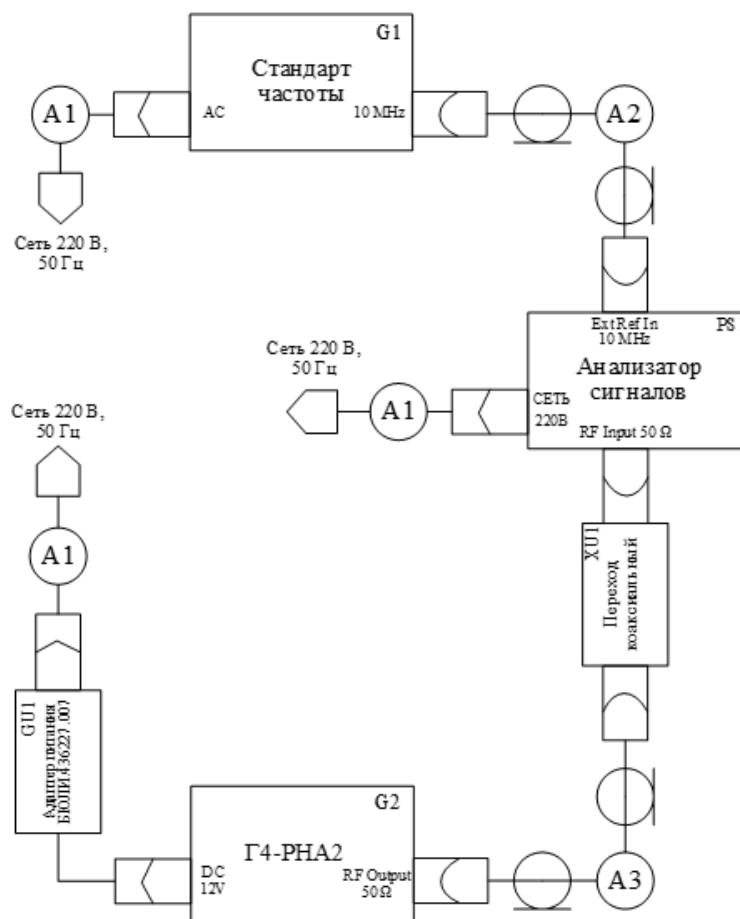 G1
Стандарт
частоты
AC
10 MHz
A1
A2
Сеть 220 В,
50 Гц
Ext Ref In
10 MHz
PS
Анализатор
сигналов
СЕТЬ
220В
RF Input 50 Ω
Сеть 220 В,
50 Гц
A1
Сеть 220 В,
50 Гц
A1
XU1
Переход
коаксиальный
GU1
Адаптер питания
БЮЛИ.436227.007
G2
Г4-РНА2
DC
12V
RF Output
50Ω
A3